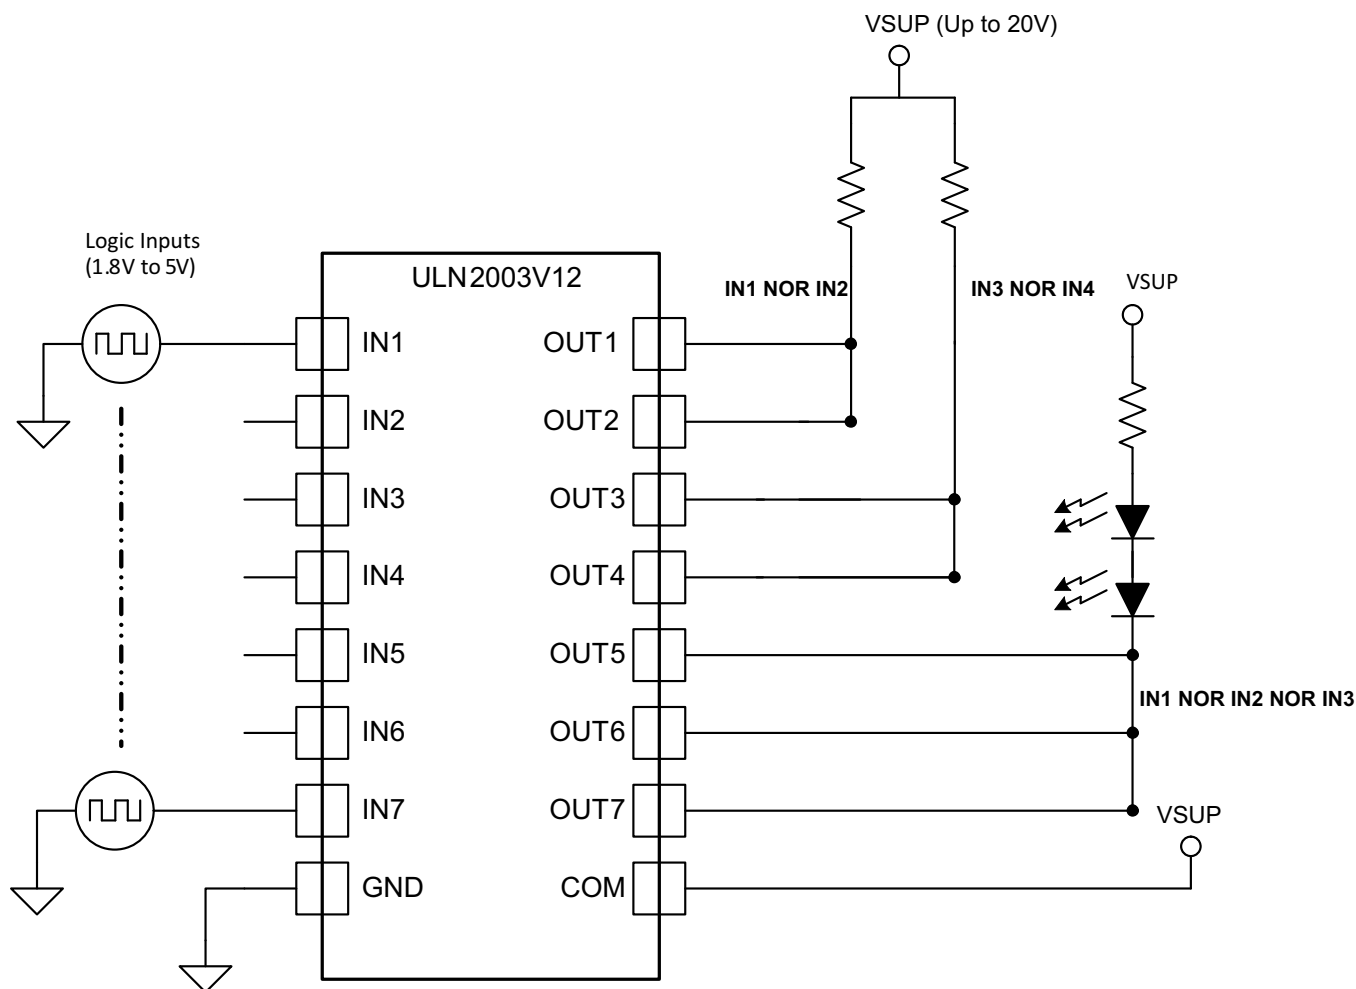 VSUP (Up to 20V)
Logic Inputs
(1.8V to 5V)
ULN2003V12
IN1 NOR IN2
IN3 NOR IN4
VSUP
IN1
OUT1
IN2
OUT2
IN3
OUT3
IN4
OUT4
IN5
OUT5
IN1 NOR IN2 NOR IN3
IN6
OUT6
IN7
OUT7
VSUP
GND
COM